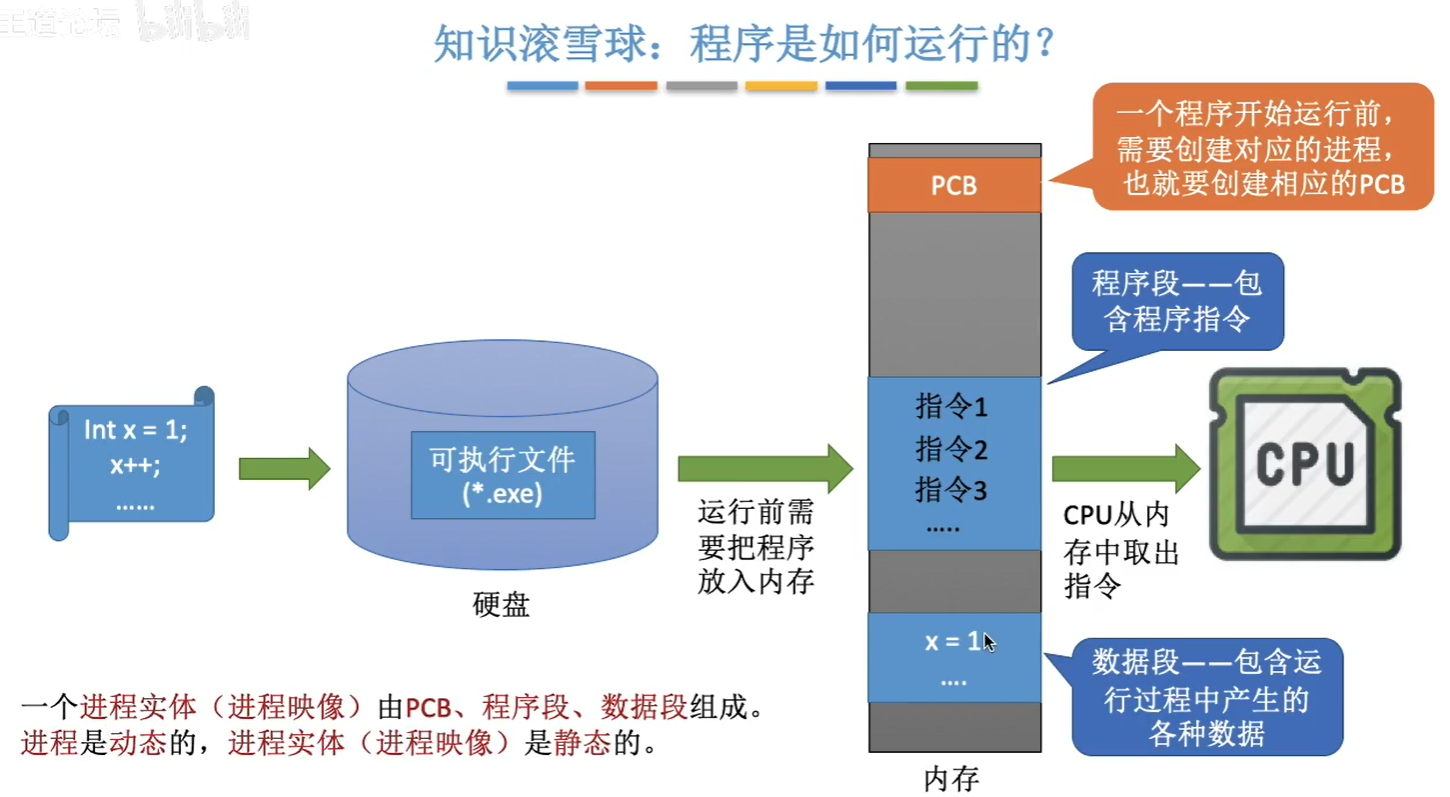 王道论坛 bilibili
知识滚雪球：程序是如何运行的？
一个程序开始运行前，
需要创建对应的进程，
也就要创建相应的PCB
PCB
程序段——包
含程序指令
Int x = 1;
x++;
……
可执行文件
(*.exe)
硬盘
运行前需
要把程序
放入内存
指令1
指令2
指令3
…..
CPU
CPU从内
存中取出
指令
x = 1
….
数据段——包含运
行过程中产生的
各种数据
内存
一个进程实体（进程映像）由PCB、程序段、数据段组成。
进程是动态的，进程实体（进程映像）是静态的。